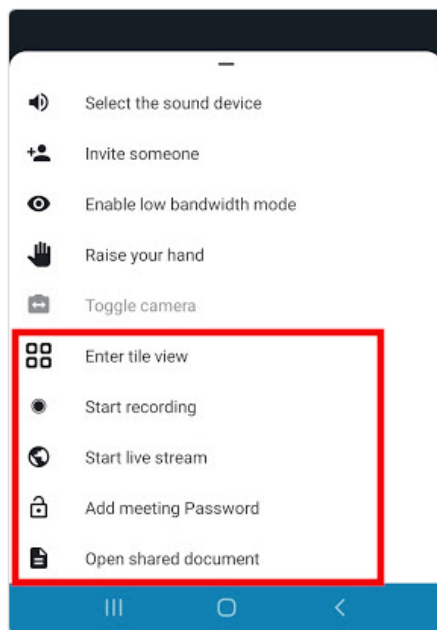 Select the sound device
Invite someone
Enable low bandwidth mode
Raise your hand
Toggle camera
Enter tile view
Start recording
Start live stream
Add meeting Password
Open shared document